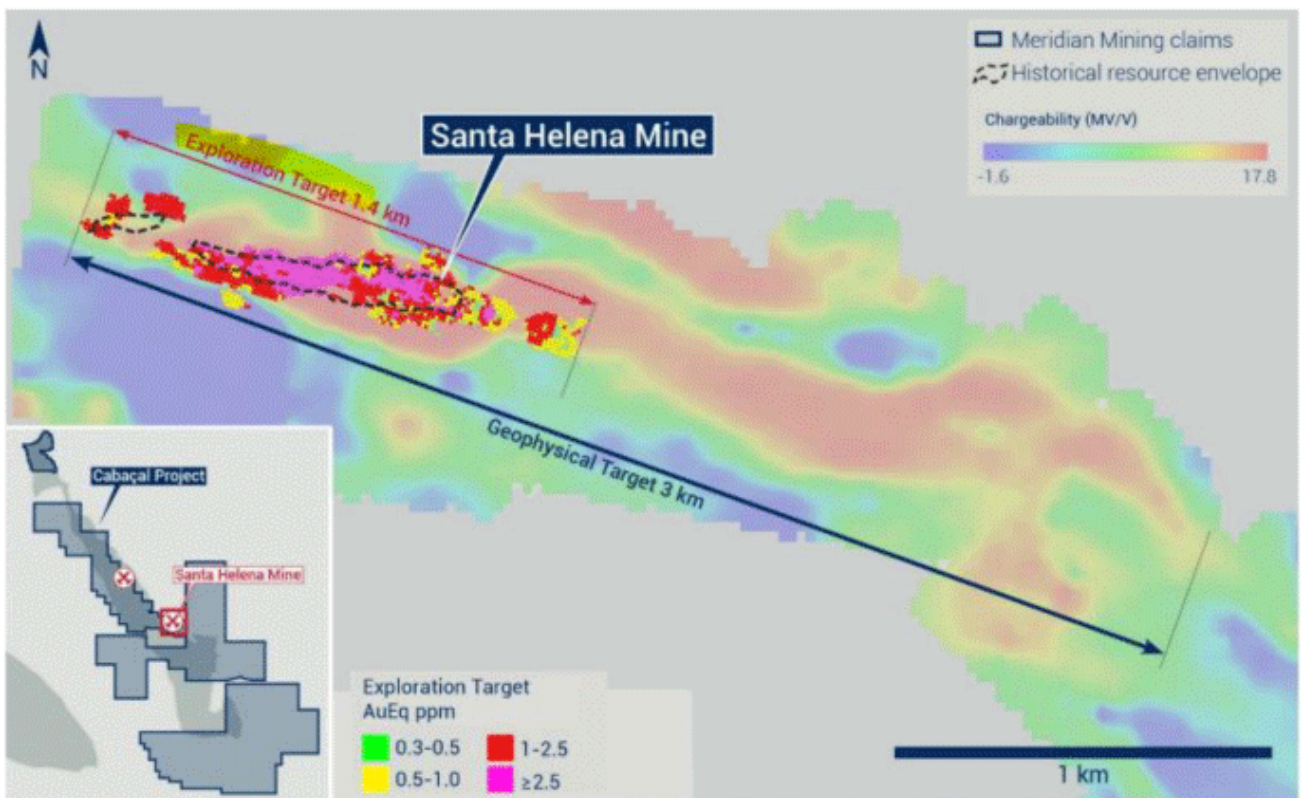 N
Meridian Mining claims
Historical resource envelope
Chargeability (MV/V)
-1.6 17.8
Santa Helena Mine
Exploration Target 1.4 km
Geophysical Target 3 km
Cabaçal Project
Santa Helena Mine
Exploration Target
AuEq ppm
0.3-0.5 1-2.5
0.5-1.0 ≥2.5
1 km